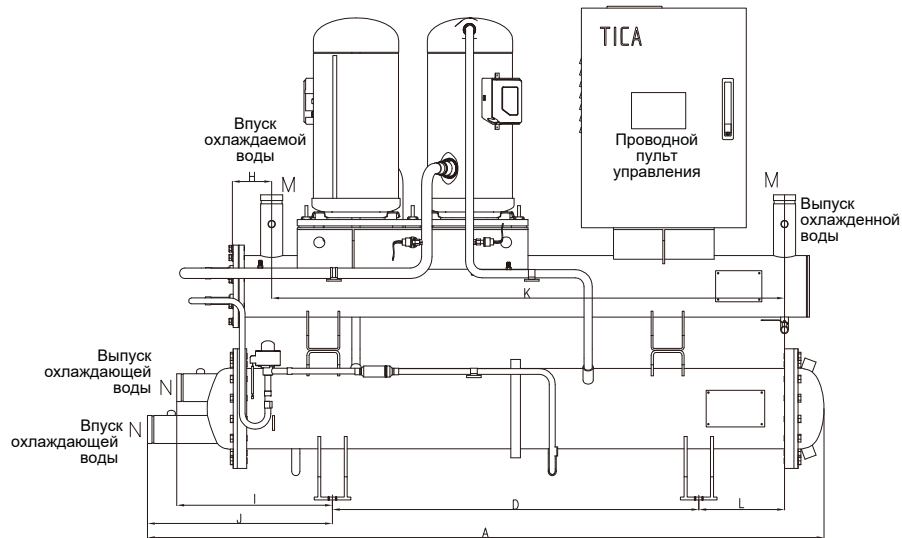 TICA
Проводной
пульт
управления
Впуск
охлаждаемой
воды
H
M
M
Выпуск
охлажденной
воды
K
Выпуск
охлаждающей
воды
N
Впуск
охлаждающей
воды
N
I
D
L
J
A